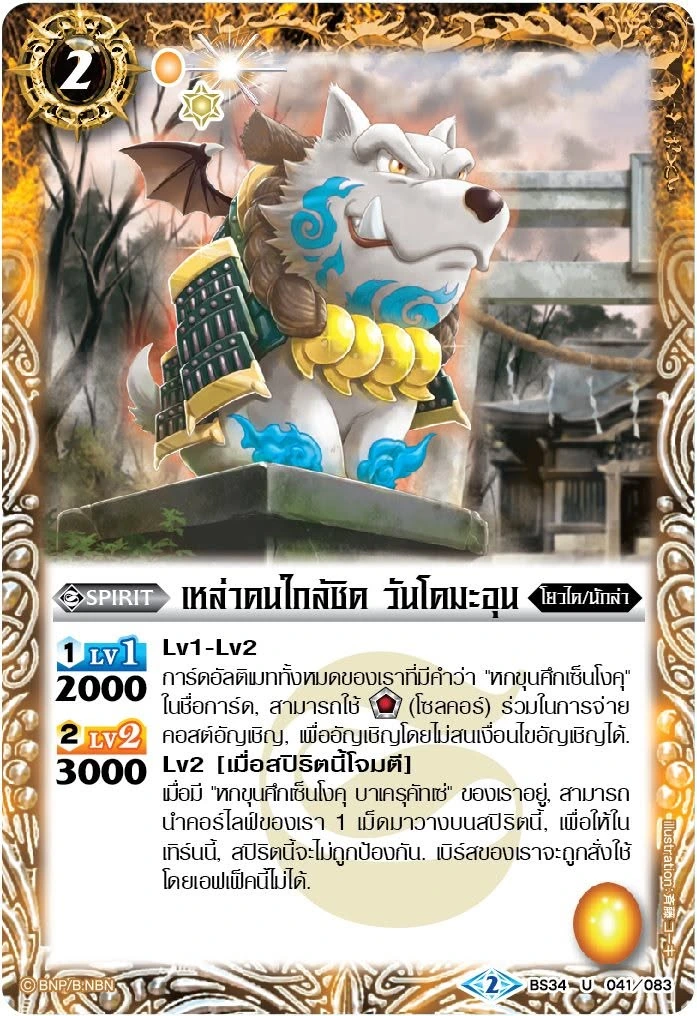 2
SPIRIT เหล่าคนใกล้ชิด วันโคมะอุน โยวไค/นักล่า
1 LV1 2000
2 LV2 3000
Lv1-Lv2
การ์ดอัลติเมททั้งหมดของเราที่มีคำว่า "หกขุนศึกเซ็นโงคุ"
ในชื่อการ์ด, สามารถใช้ (โซลคอร์) ร่วมในการจ่าย
คอสต์อัญเชิญ, เพื่ออัญเชิญโดยไม่สนเงื่อนไขอัญเชิญได้.
Lv2 [เมื่อสปิริตนี้โจมตี]
เมื่อมี "หกขุนศึกเซ็นโงคุ บาเครุคัทเซ่" ของเราอยู่, สามารถ
นำคอร์ไลฟ์ของเรา 1 เม็ดมาวางบนสปิริตนี้, เพื่อให้ใน
เทิร์นนี้, สปิริตนี้จะไม่ถูกป้องกัน. เบิร์สของเราจะถูกสั่งใช้
โดยเอฟเฟ็คนี้ไม่ได้.
Illustration:斉藤コーキ
©BNP/B:NBN
2 BS34 U 041/083